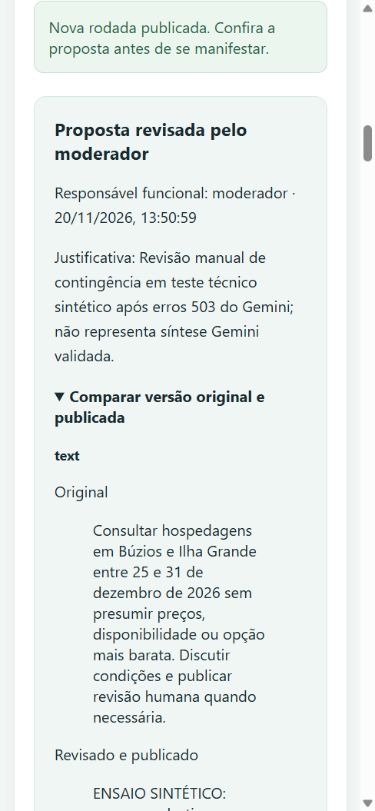 Nova rodada publicada. Confira a
proposta antes de se manifestar.
Proposta revisada pelo
moderador
Responsável funcional: moderador ·
20/11/2026, 13:50:59
Justificativa: Revisão manual de
contingência em teste técnico
sintético após erros 503 do Gemini;
não representa síntese Gemini
validada.
▼ Comparar versão original e
publicada
text
Original
Consultar hospedagens
em Búzios e Ilha Grande
entre 25 e 31 de
dezembro de 2026 sem
presumir preços,
disponibilidade ou opção
mais barata. Discutir
condições e publicar
revisão humana quando
necessária.
Revisado e publicado
ENSAIO SINTÉTICO: